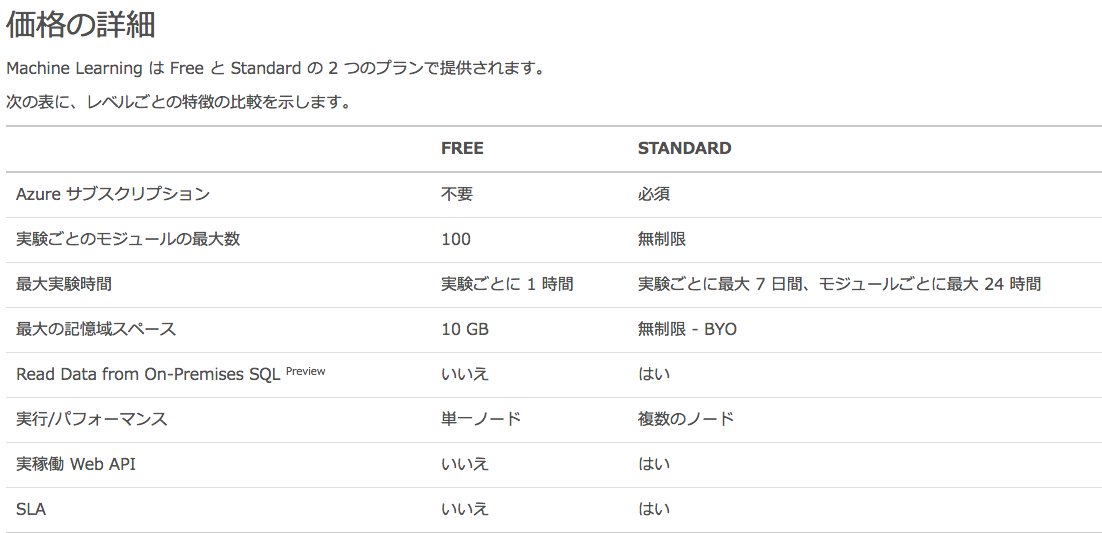 価格の詳細
Machine Learning は Free と Standard の 2 つのプランで提供されます。
次の表に、レベルごとの特徴の比較を示します。
FREE STANDARD
Azure サブスクリプション 不要 必須
実験ごとのモジュールの最大数 100 無制限
最大実験時間 実験ごとに 1 時間 実験ごとに最大 7 日間、モジュールごとに最大 24 時間
最大の記憶域スペース 10 GB 無制限 - BYO
Read Data from On-Premises SQL Preview いいえ はい
実行/パフォーマンス 単一ノード 複数のノード
実稼働 Web API いいえ はい
SLA いいえ はい